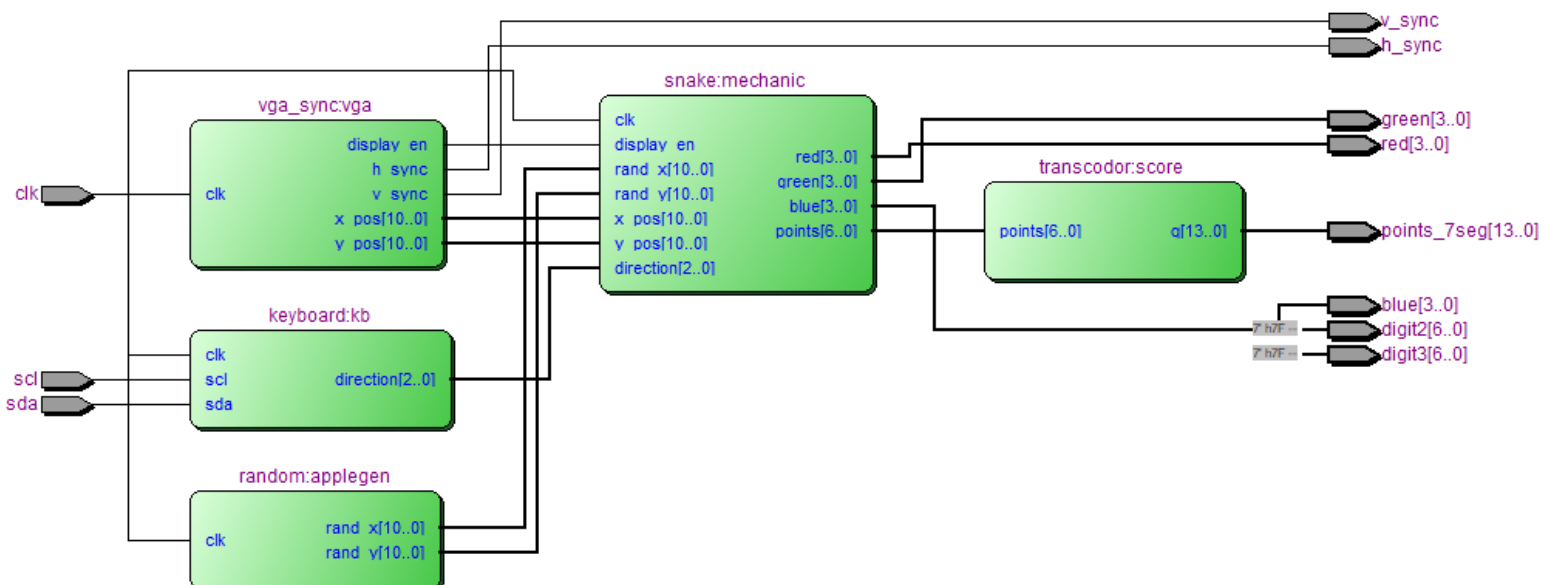 v_sync
h_sync
snake:mechanic
vga_sync:vga
clk
display_en
h_sync
v_sync
x_pos[10..0]
y_pos[10..0]
clk
clk
display_en
rand_x[10..0]
rand_y[10..0]
x_pos[10..0]
y_pos[10..0]
direction[2..0]
red[3..0]
green[3..0]
blue[3..0]
points[6..0]
green[3..0]
red[3..0]
transcodor:score
points[6..0]
q[13..0]
points_7seg[13..0]
blue[3..0]
7' h7F --
digit2[6..0]
7' h7F --
digit3[6..0]
keyboard:kb
scl
sda
clk
scl
sda
direction[2..0]
random:applegen
clk
rand_x[10..0]
rand_y[10..0]